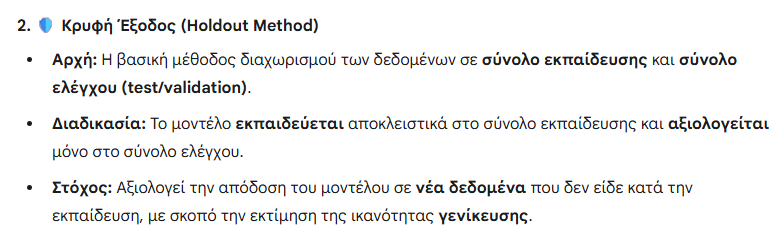 2. 🛡️ Κρυφή Έξοδος (Holdout Method)
• Αρχή: Η βασική μέθοδος διαχωρισμού των δεδομένων σε σύνολο εκπαίδευσης και σύνολο
ελέγχου (test/validation).
• Διαδικασία: Το μοντέλο εκπαιδεύεται αποκλειστικά στο σύνολο εκπαίδευσης και αξιολογείται
μόνο στο σύνολο ελέγχου.
• Στόχος: Αξιολογεί την απόδοση του μοντέλου σε νέα δεδομένα που δεν είδε κατά την
εκπαίδευση, με σκοπό την εκτίμηση της ικανότητας γενίκευσης.